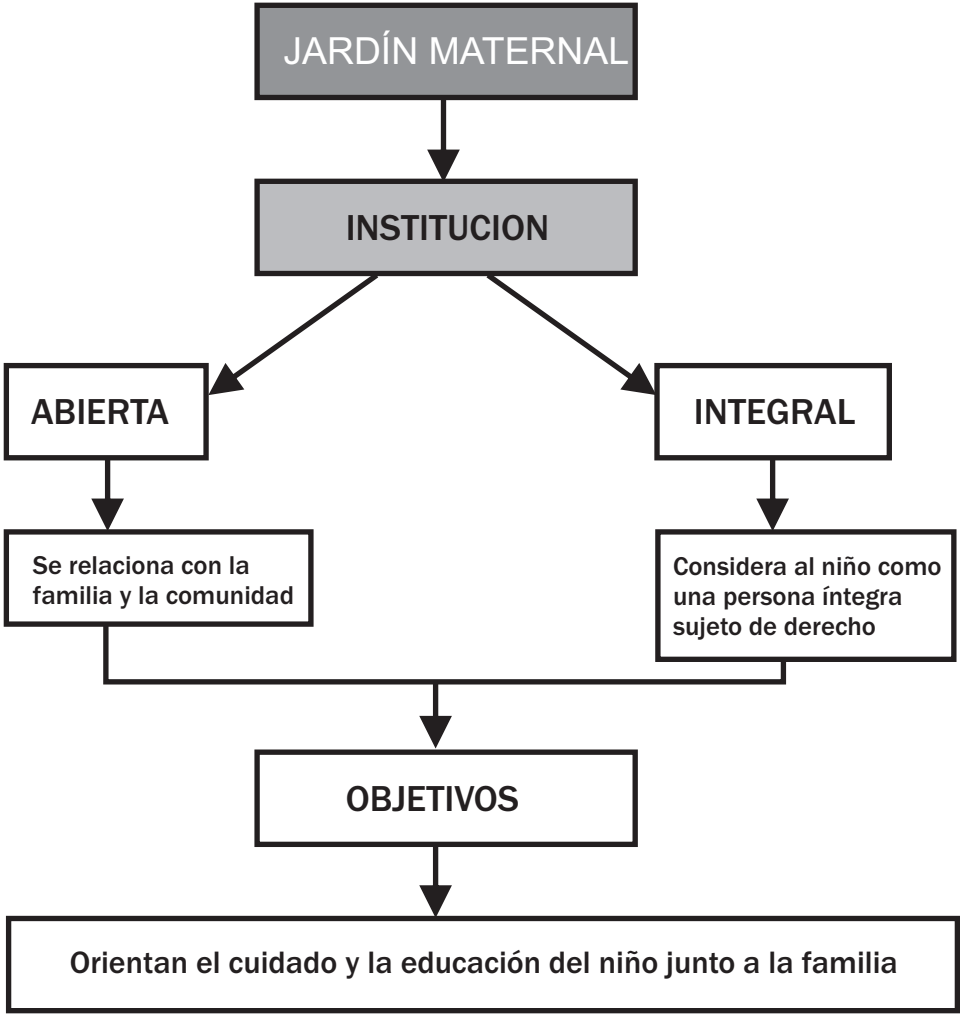 JARDÍN MATERNAL
INSTITUCION
ABIERTA
INTEGRAL
Se relaciona con la
familia y la comunidad
Considera al niño como
una persona íntegra
sujeto de derecho
OBJETIVOS
Orientan el cuidado y la educación del niño junto a la familia